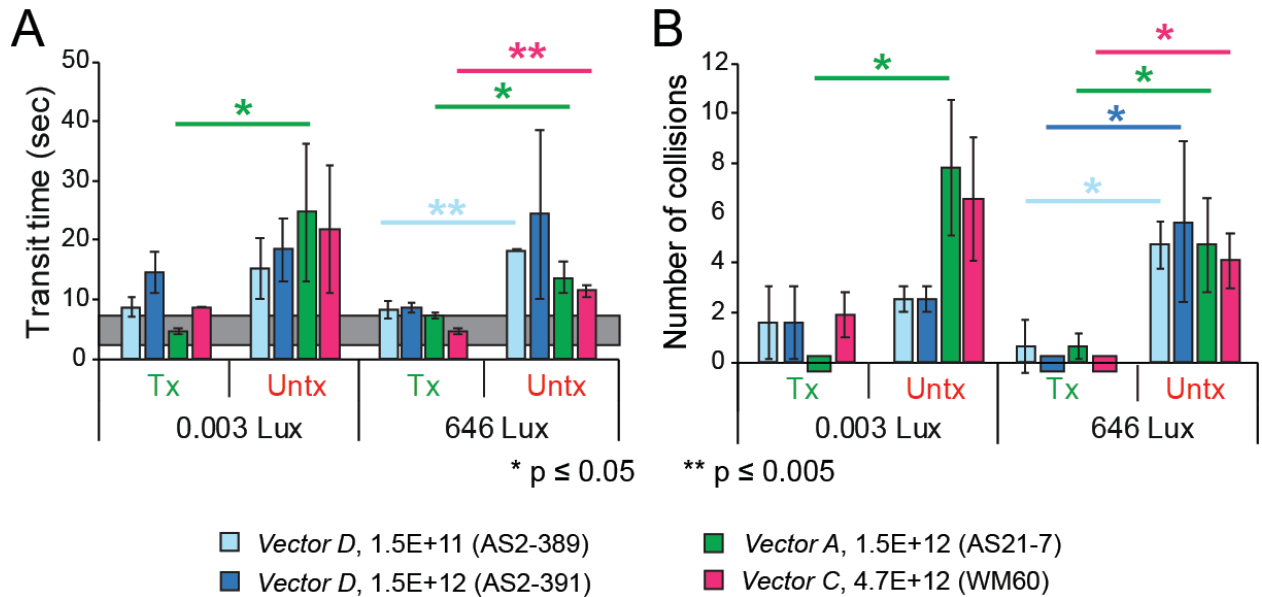 A
B
Transit time (sec)
50
40
30
20
10
0
**
*
*
**
Tx
Untx
Tx
Untx
0.003 Lux
646 Lux
Number of collisions
12
10
8
6
4
2
0
*
*
*
*
*
Tx
Untx
Tx
Untx
0.003 Lux
646 Lux
* p ≤ 0.05
** p ≤ 0.005
Vector D, 1.5E+11 (AS2-389)
Vector A, 1.5E+12 (AS21-7)
Vector D, 1.5E+12 (AS2-391)
Vector C, 4.7E+12 (WM60)